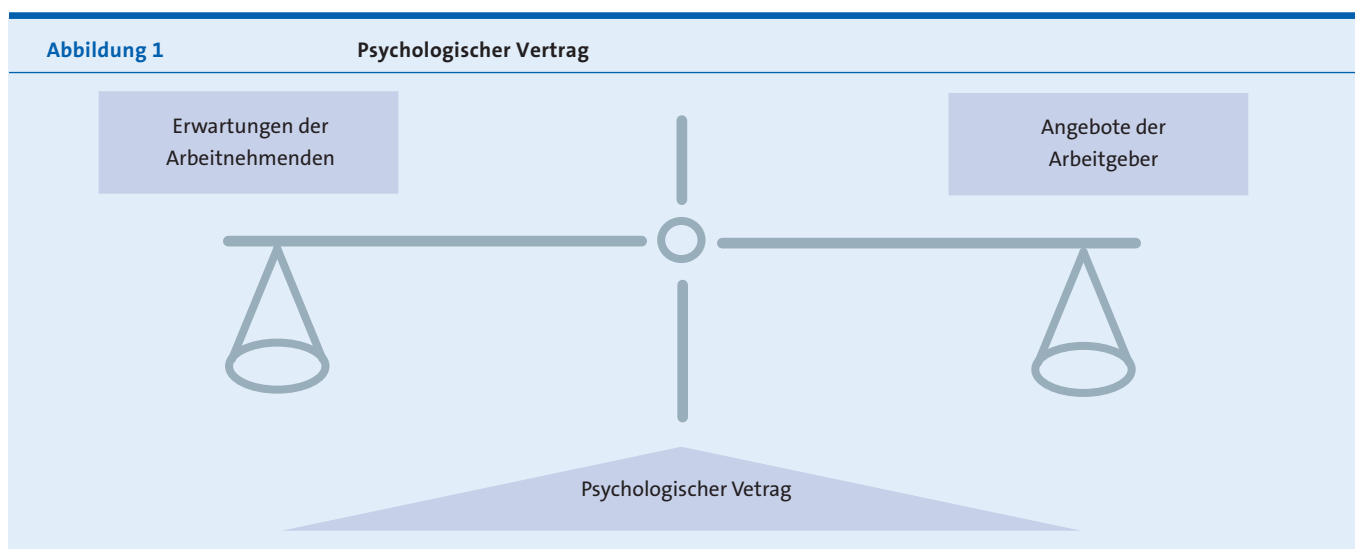 Abbildung 1 Psychologischer Vertrag
Erwartungen der
Arbeitnehmenden
Angebote der
Arbeitgeber
Psychologischer Vetrag